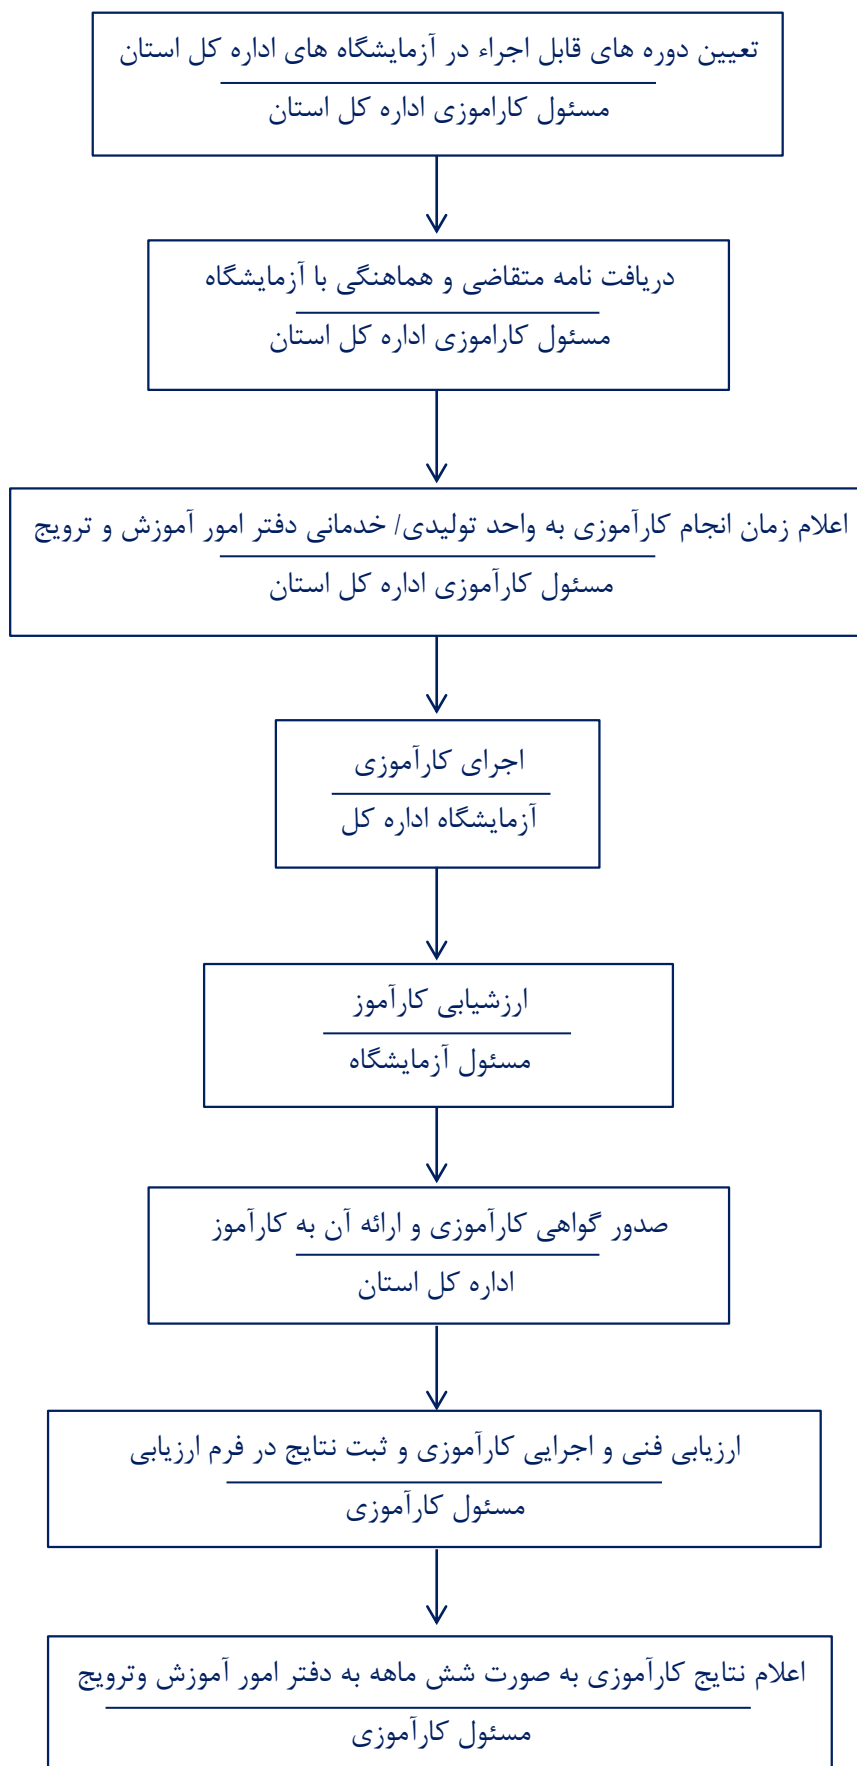 تعیین دوره های قابل اجراء در آزمایشگاه های اداره کل استان
مسئول کاراموزی اداره کل استان
دریافت نامه متقاضی و هماهنگی با آزمایشگاه
مسئول کاراموزی اداره کل استان
اعلام زمان انجام کارآموزی به واحد تولیدی/ خدماتی دفتر امور آموزش و ترویج
مسئول کارآموزی اداره کل استان
اجرای کارآموزی
آزمایشگاه اداره کل
ارزشیابی کارآموز
مسئول آزمایشگاه
صدور گواهی کارآموزی و ارائه آن به کارآموز
اداره کل استان
ارزیابی فنی و اجرایی کارآموزی و ثبت نتایج در فرم ارزیابی
مسئول کارآموزی
اعلام نتایج کارآموزی به صورت شش ماهه به دفتر امور آموزش وترویج
مسئول کارآموزی